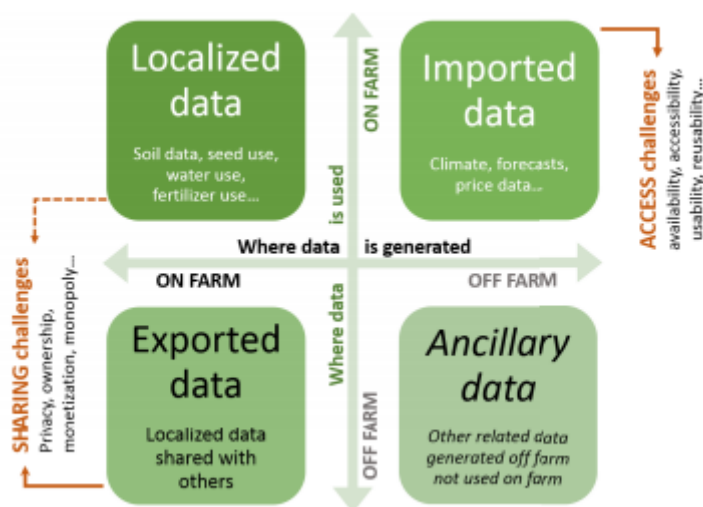 Localized
data
Soil data, seed use,
water use,
fertilizer use...
Imported
data
Climate, forecasts,
price data...
ON FARM
is used
ACCESS challenges
availability, accessibility,
usability, reusability...
Where data is generated
ON FARM
OFF FARM
SHARING challenges
Privacy, ownership,
monetization, monopoly...
Exported
data
Localized data
shared with
others
Where data
OFF FARM
Ancillary
data
Other related data
generated off farm
not used on farm